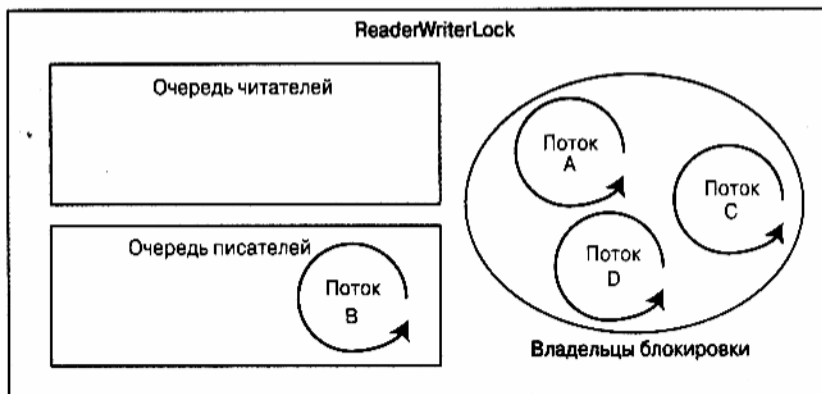 ReaderWriterLock
Очередь читателей
Очередь писателей
Поток
B
Поток
A
Поток
C
Поток
D
Владельцы блокировки